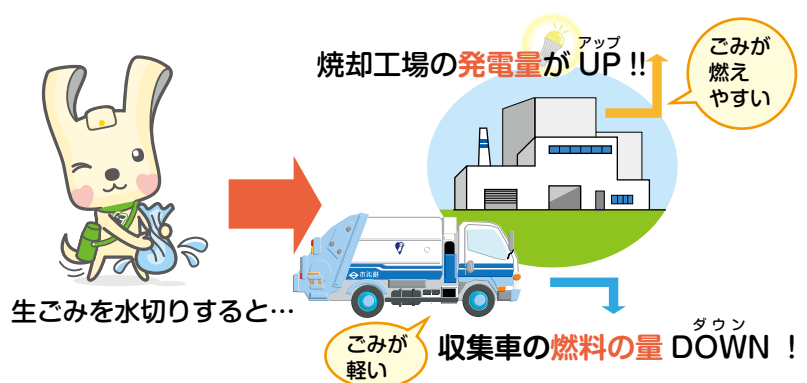 焼却工場の発電量がUP !!
アップ
ごみが
燃え
やすい
生ごみを水切りすると…
ごみが
軽い
収集車の燃料の量 DOWN !
ダウン